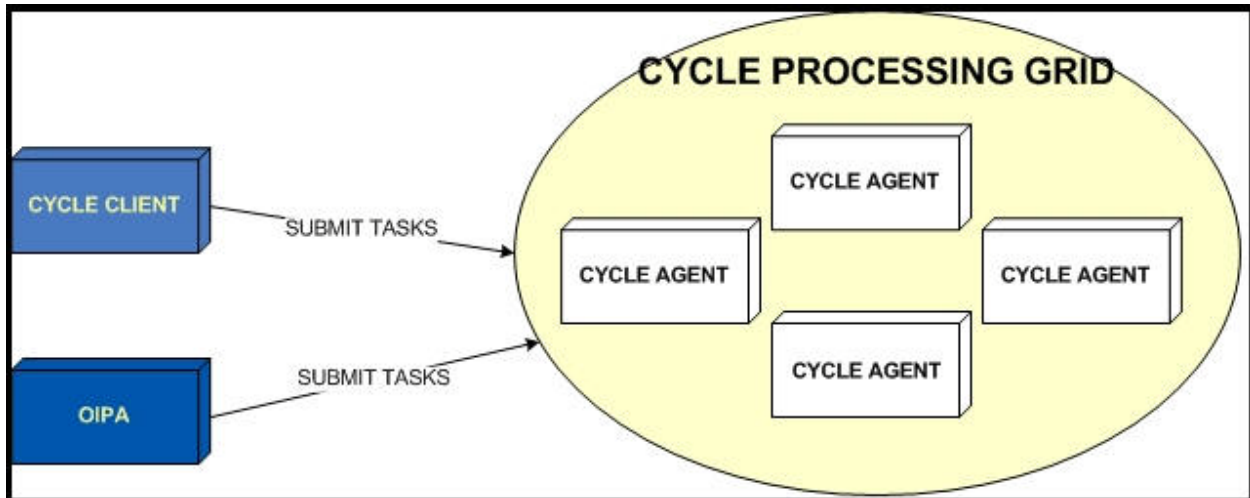 CYCLE PROCESSING GRID
CYCLE AGENT
CYCLE CLIENT
SUBMIT TASKS
CYCLE AGENT
CYCLE AGENT
CYCLE AGENT
SUBMIT TASKS
OIPA